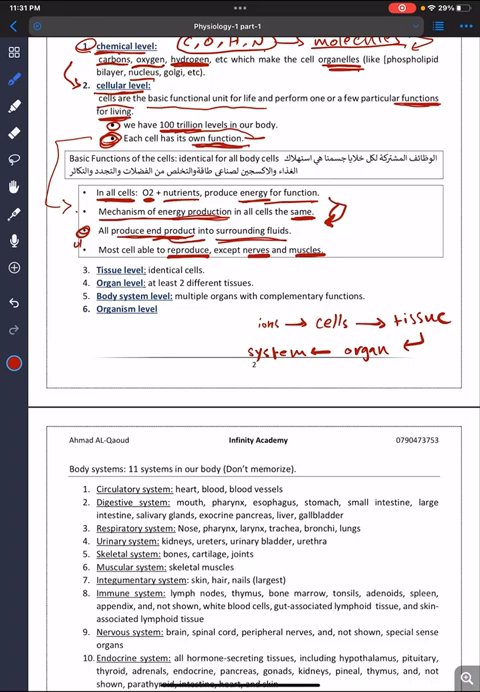 11:31 PM
29%
Physiology-1 part-1
C, O, H, N → molecules
1. chemical level:
carbons, oxygen, hydrogen, etc which make the cell organelles (like [phospholipid
bilayer, nucleus, golgi, etc).
2. cellular level:
cells are the basic functional unit for life and perform one or a few particular functions
for living.
we have 100 trillion levels in our body.
Each cell has its own function.
Basic Functions of the cells: identical for all body cells الوظائف المشتركة لكل خلايا جسمنا هي استهلاك
الغذاء والاكسجين لصناعى طاقة والتخلص من الفضلات والتجدد والتكاثر
• In all cells: O2 + nutrients, produce energy for function.
• Mechanism of energy production in all cells the same.
• All produce end product into surrounding fluids.
• Most cell able to reproduce, except nerves and muscles.
3. Tissue level: identical cells.
4. Organ level: at least 2 different tissues.
5. Body system level: multiple organs with complementary functions.
6. Organism level
ions → cells → tissue
system ← organ
2
Ahmad AL-Qaoud Infinity Academy 0790473753
Body systems: 11 systems in our body (Don't memorize).
1. Circulatory system: heart, blood, blood vessels
2. Digestive system: mouth, pharynx, esophagus, stomach, small intestine, large
intestine, salivary glands, exocrine pancreas, liver, gallbladder
3. Respiratory system: Nose, pharynx, larynx, trachea, bronchi, lungs
4. Urinary system: kidneys, ureters, urinary bladder, urethra
5. Skeletal system: bones, cartilage, joints
6. Muscular system: skeletal muscles
7. Integumentary system: skin, hair, nails (largest)
8. Immune system: lymph nodes, thymus, bone marrow, tonsils, adenoids, spleen,
appendix, and, not shown, white blood cells, gut-associated lymphoid tissue, and skin-
associated lymphoid tissue
9. Nervous system: brain, spinal cord, peripheral nerves, and, not shown, special sense
organs
10. Endocrine system: all hormone-secreting tissues, including hypothalamus, pituitary,
thyroid, adrenals, endocrine, pancreas, gonads, kidneys, pineal, thymus, and, not
shown, parathyroid, intestine, heart, and skin